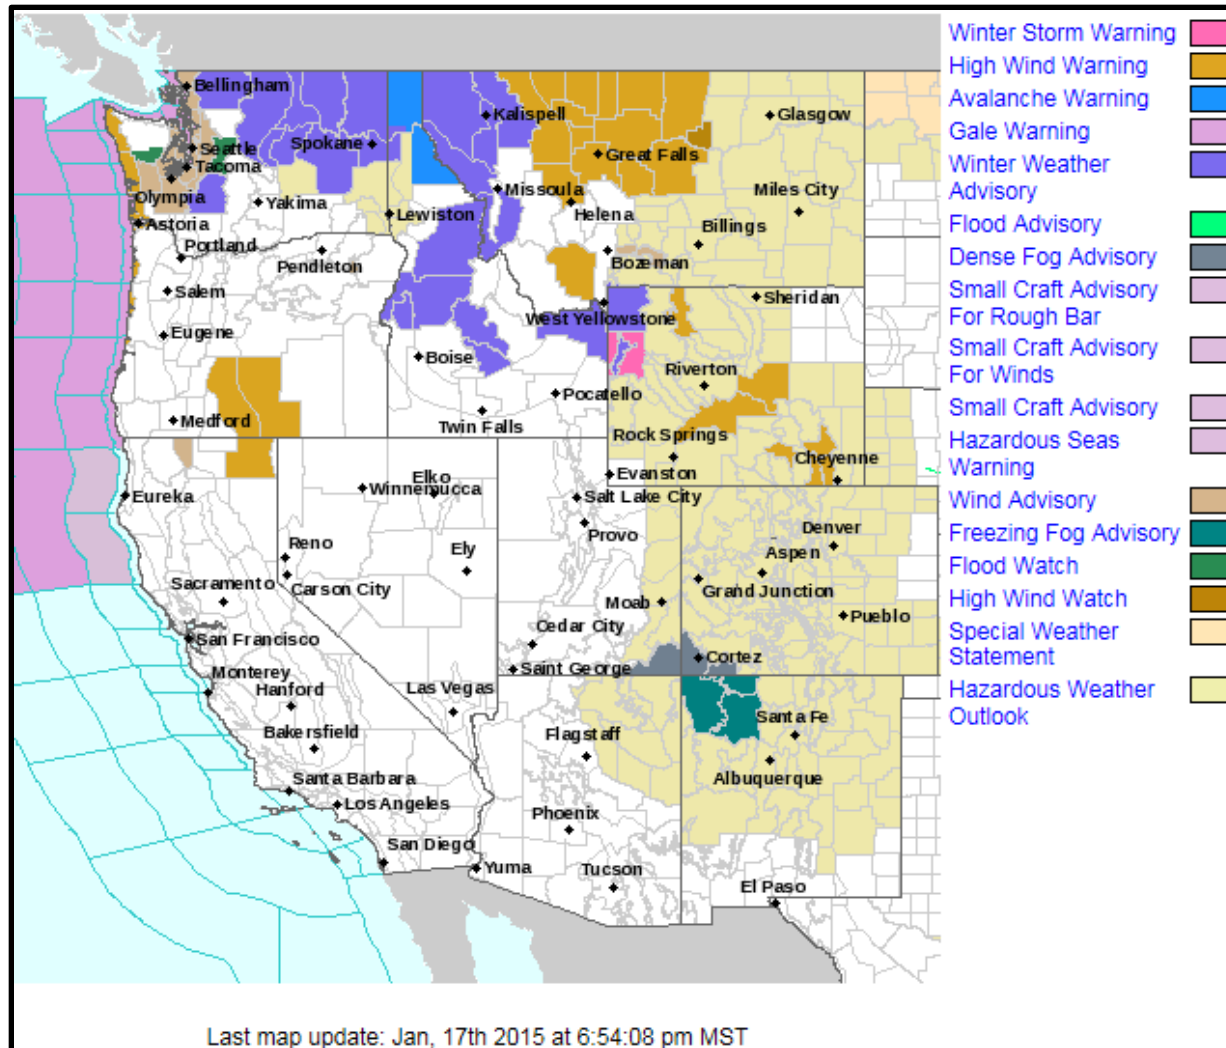 Winter Storm Warning
High Wind Warning
Avalanche Warning
Gale Warning
Winter Weather
Advisory
Flood Advisory
Dense Fog Advisory
Small Craft Advisory
For Rough Bar
Small Craft Advisory
For Winds
Small Craft Advisory
Hazardous Seas
Warning
Wind Advisory
Freezing Fog Advisory
Flood Watch
High Wind Watch
Special Weather
Statement
Hazardous Weather
Outlook
Bellingham
Seattle
Tacoma
Olympia
Astoria
Spokane
Yakima
Lewiston
Kalispell
Great Falls
Missoula
Helena
Glasgow
Miles City
Billings
Bozeman
Portland
Pendleton
Salem
Eugene
Medford
West Yellowstone
Boise
Pocatello
Twin Falls
Sheridan
Riverton
Rock Springs
Cheyenne
Evanston
Eureka
Winnemucca
Elko
Salt Lake City
Provo
Reno
Ely
Carson City
Sacramento
San Francisco
Monterey
Hanford
Bakersfield
Las Vegas
Denver
Aspen
Grand Junction
Moab
Pueblo
Cedar City
Saint George
Cortez
Flagstaff
Santa Fe
Albuquerque
Santa Barbara
Los Angeles
San Diego
Yuma
Phoenix
Tucson
El Paso
Last map update: Jan, 17th 2015 at 6:54:08 pm MST